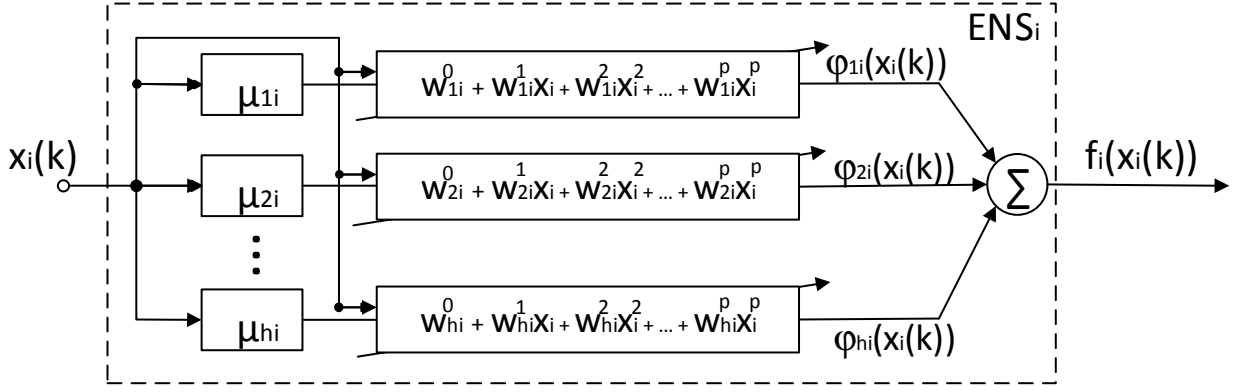 ENSᵢ
xᵢ(k)
μ₁ᵢ
w⁰₁ᵢ + w¹₁ᵢxᵢ + w²₁ᵢxᵢ² + ... + wᵖ₁ᵢxᵢᵖ
φ₁ᵢ(xᵢ(k))
μ₂ᵢ
w⁰₂ᵢ + w¹₂ᵢxᵢ + w²₂ᵢxᵢ² + ... + wᵖ₂ᵢxᵢᵖ
φ₂ᵢ(xᵢ(k))
Σ
fᵢ(xᵢ(k))
⋮
μₕᵢ
w⁰ₕᵢ + w¹ₕᵢxᵢ + w²ₕᵢxᵢ² + ... + wᵖₕᵢxᵢᵖ
φₕᵢ(xᵢ(k))